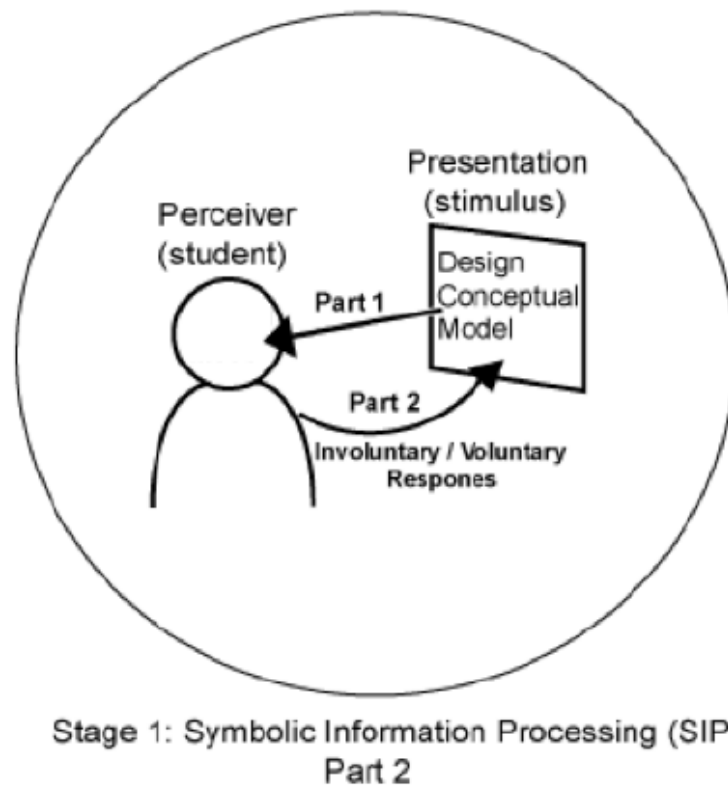 Presentation
(stimulus)
Perceiver
(student)
Design
Conceptual
Model
Part 1
Part 2
Involuntary / Voluntary
Respones
Stage 1: Symbolic Information Processing (SIP
Part 2